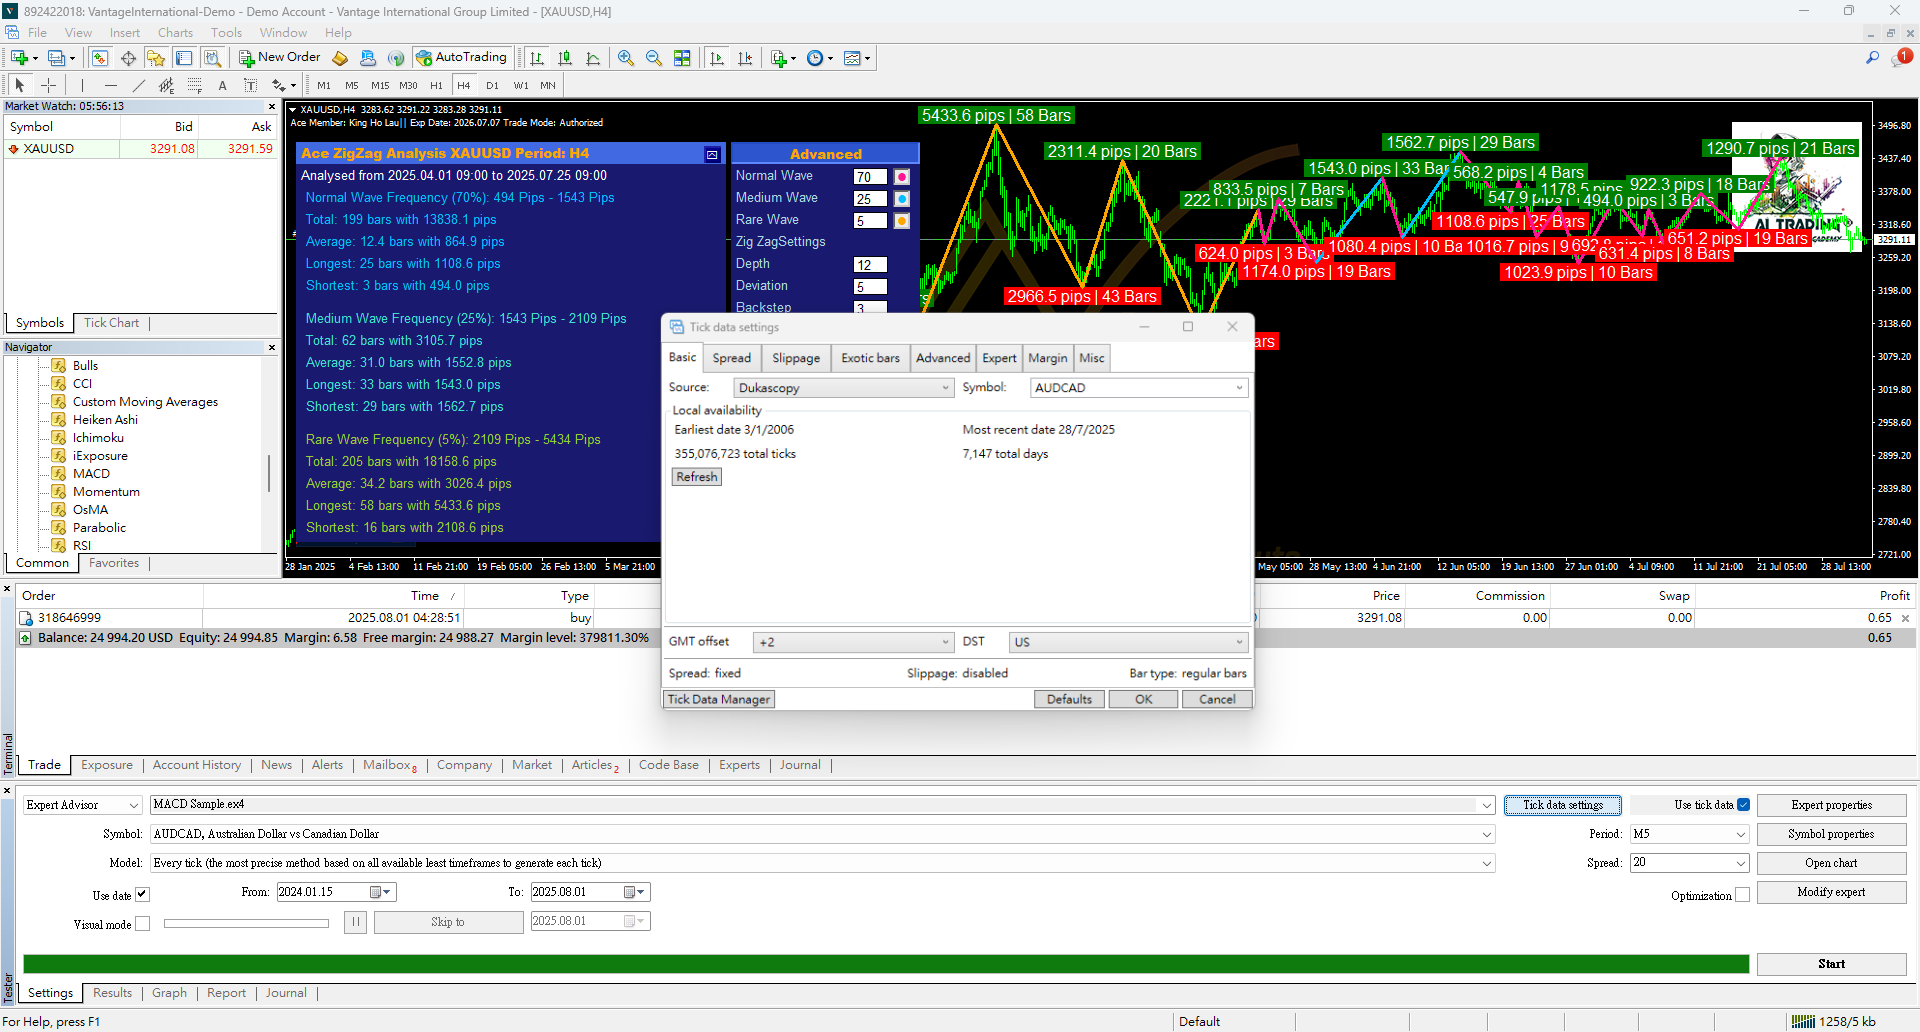 892422018: VantageInternational-Demo - Demo Account - Vantage International Group Limited - [XAUUSD,H4]
File View Insert Charts Tools Window Help
New Order AutoTrading
1
A T M1 M5 M15 M30 H1 H4 D1 W1 MN
Market Watch: 05:56:13
Symbol Bid Ask
XAUUSD 3291.08 3291.59
Symbols Tick Chart
Navigator
Bulls
CCI
Custom Moving Averages
Heiken Ashi
Ichimoku
iExposure
MACD
Momentum
OsMA
Parabolic
RSI
Common Favorites
XAUUSD,H4 3283.62 3291.22 3283.28 3291.11
Ace Member: King Ho Lau|| Exp Date: 2026.07.07 Trade Mode: Authorized
Ace ZigZag Analysis XAUUSD Period: H4
Analysed from 2025.04.01 09:00 to 2025.07.25 09:00
Normal Wave Frequency (70%): 494 Pips - 1543 Pips
Total: 199 bars with 13838.1 pips
Average: 12.4 bars with 864.9 pips
Longest: 25 bars with 1108.6 pips
Shortest: 3 bars with 494.0 pips
Medium Wave Frequency (25%): 1543 Pips - 2109 Pips
Total: 62 bars with 3105.7 pips
Average: 31.0 bars with 1552.8 pips
Longest: 33 bars with 1543.0 pips
Shortest: 29 bars with 1562.7 pips
Rare Wave Frequency (5%): 2109 Pips - 5434 Pips
Total: 205 bars with 18158.6 pips
Average: 34.2 bars with 3026.4 pips
Longest: 58 bars with 5433.6 pips
Shortest: 16 bars with 2108.6 pips
Advanced
Normal Wave 70
Medium Wave 25
Rare Wave 5
Zig ZagSettings
Depth 12
Deviation 5
Backstep 3
5433.6 pips | 58 Bars
2311.4 pips | 20 Bars
2966.5 pips | 43 Bars
833.5 pips | 7 Bars
2221.1 pips | 29 Bars
624.0 pips | 3 Bars
1174.0 pips | 19 Bars
1543.0 pips | 33 Bar
1562.7 pips | 29 Bars
568.2 pips | 4 Bars
1080.4 pips | 10 Ba
1108.6 pips | 25 Bars
547.9 pips
1178.5 pips
494.0 pips | 3 Bars
922.3 pips | 18 Bars
1016.7 pips | 9
1023.9 pips | 10 Bars
631.4 pips | 8 Bars
651.2 pips | 19 Bars
1290.7 pips | 21 Bars
AI TRADING
ars
3496.80
3437.40
3378.00
3318.60
3291.11
3259.20
3198.00
3138.60
3079.20
3019.80
2958.60
2899.20
2839.80
2780.40
2721.00
28 Jan 2025 4 Feb 13:00 11 Feb 21:00 19 Feb 05:00 26 Feb 13:00 5 Mar 21:00 May 05:00 28 May 13:00 4 Jun 21:00 12 Jun 05:00 19 Jun 13:00 27 Jun 01:00 4 Jul 09:00 11 Jul 21:00 21 Jul 05:00 28 Jul 13:00
Tick data settings
Basic Spread Slippage Exotic bars Advanced Expert Margin Misc
Source: Dukascopy Symbol: AUDCAD
Local availability
Earliest date 3/1/2006 Most recent date 28/7/2025
355,076,723 total ticks 7,147 total days
Refresh
GMT offset +2 DST US
Spread: fixed Slippage: disabled Bar type: regular bars
Tick Data Manager Defaults OK Cancel
Order Time Type Price Commission Swap Profit
318646999 2025.08.01 04:28:51 buy 3291.08 0.00 0.00 0.65
Balance: 24 994.20 USD Equity: 24 994.85 Margin: 6.58 Free margin: 24 988.27 Margin level: 379811.30% 0.65
Terminal
Trade Exposure Account History News Alerts Mailbox 8 Company Market Articles 2 Code Base Experts Journal
Expert Advisor MACD Sample.ex4 Tick data settings Use tick data Expert properties
Symbol: AUDCAD, Australian Dollar vs Canadian Dollar Period: M5 Symbol properties
Model: Every tick (the most precise method based on all available least timeframes to generate each tick) Spread: 20 Open chart
Use date From: 2024.01.15 To: 2025.08.01 Optimization Modify expert
Visual mode Skip to 2025.08.01
Start
Tester
Settings Results Graph Report Journal
For Help, press F1 Default 1258/5 kb